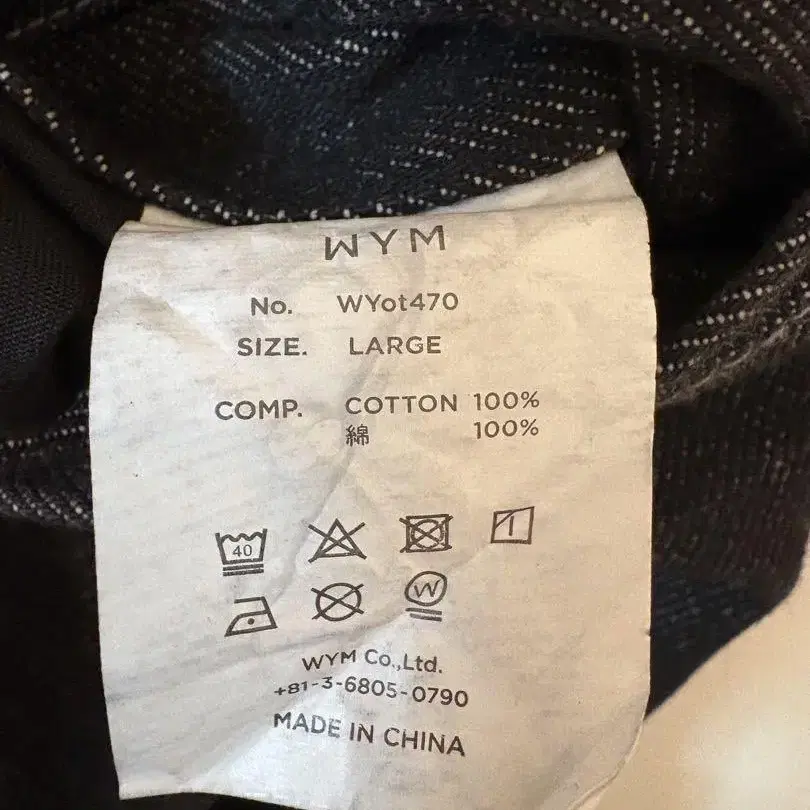 WYM
No. WYot470
SIZE. LARGE
COMP. COTTON 100%
綿 100%
40
W
WYM Co.,Ltd.
+81-3-6805-0790
MADE IN CHINA